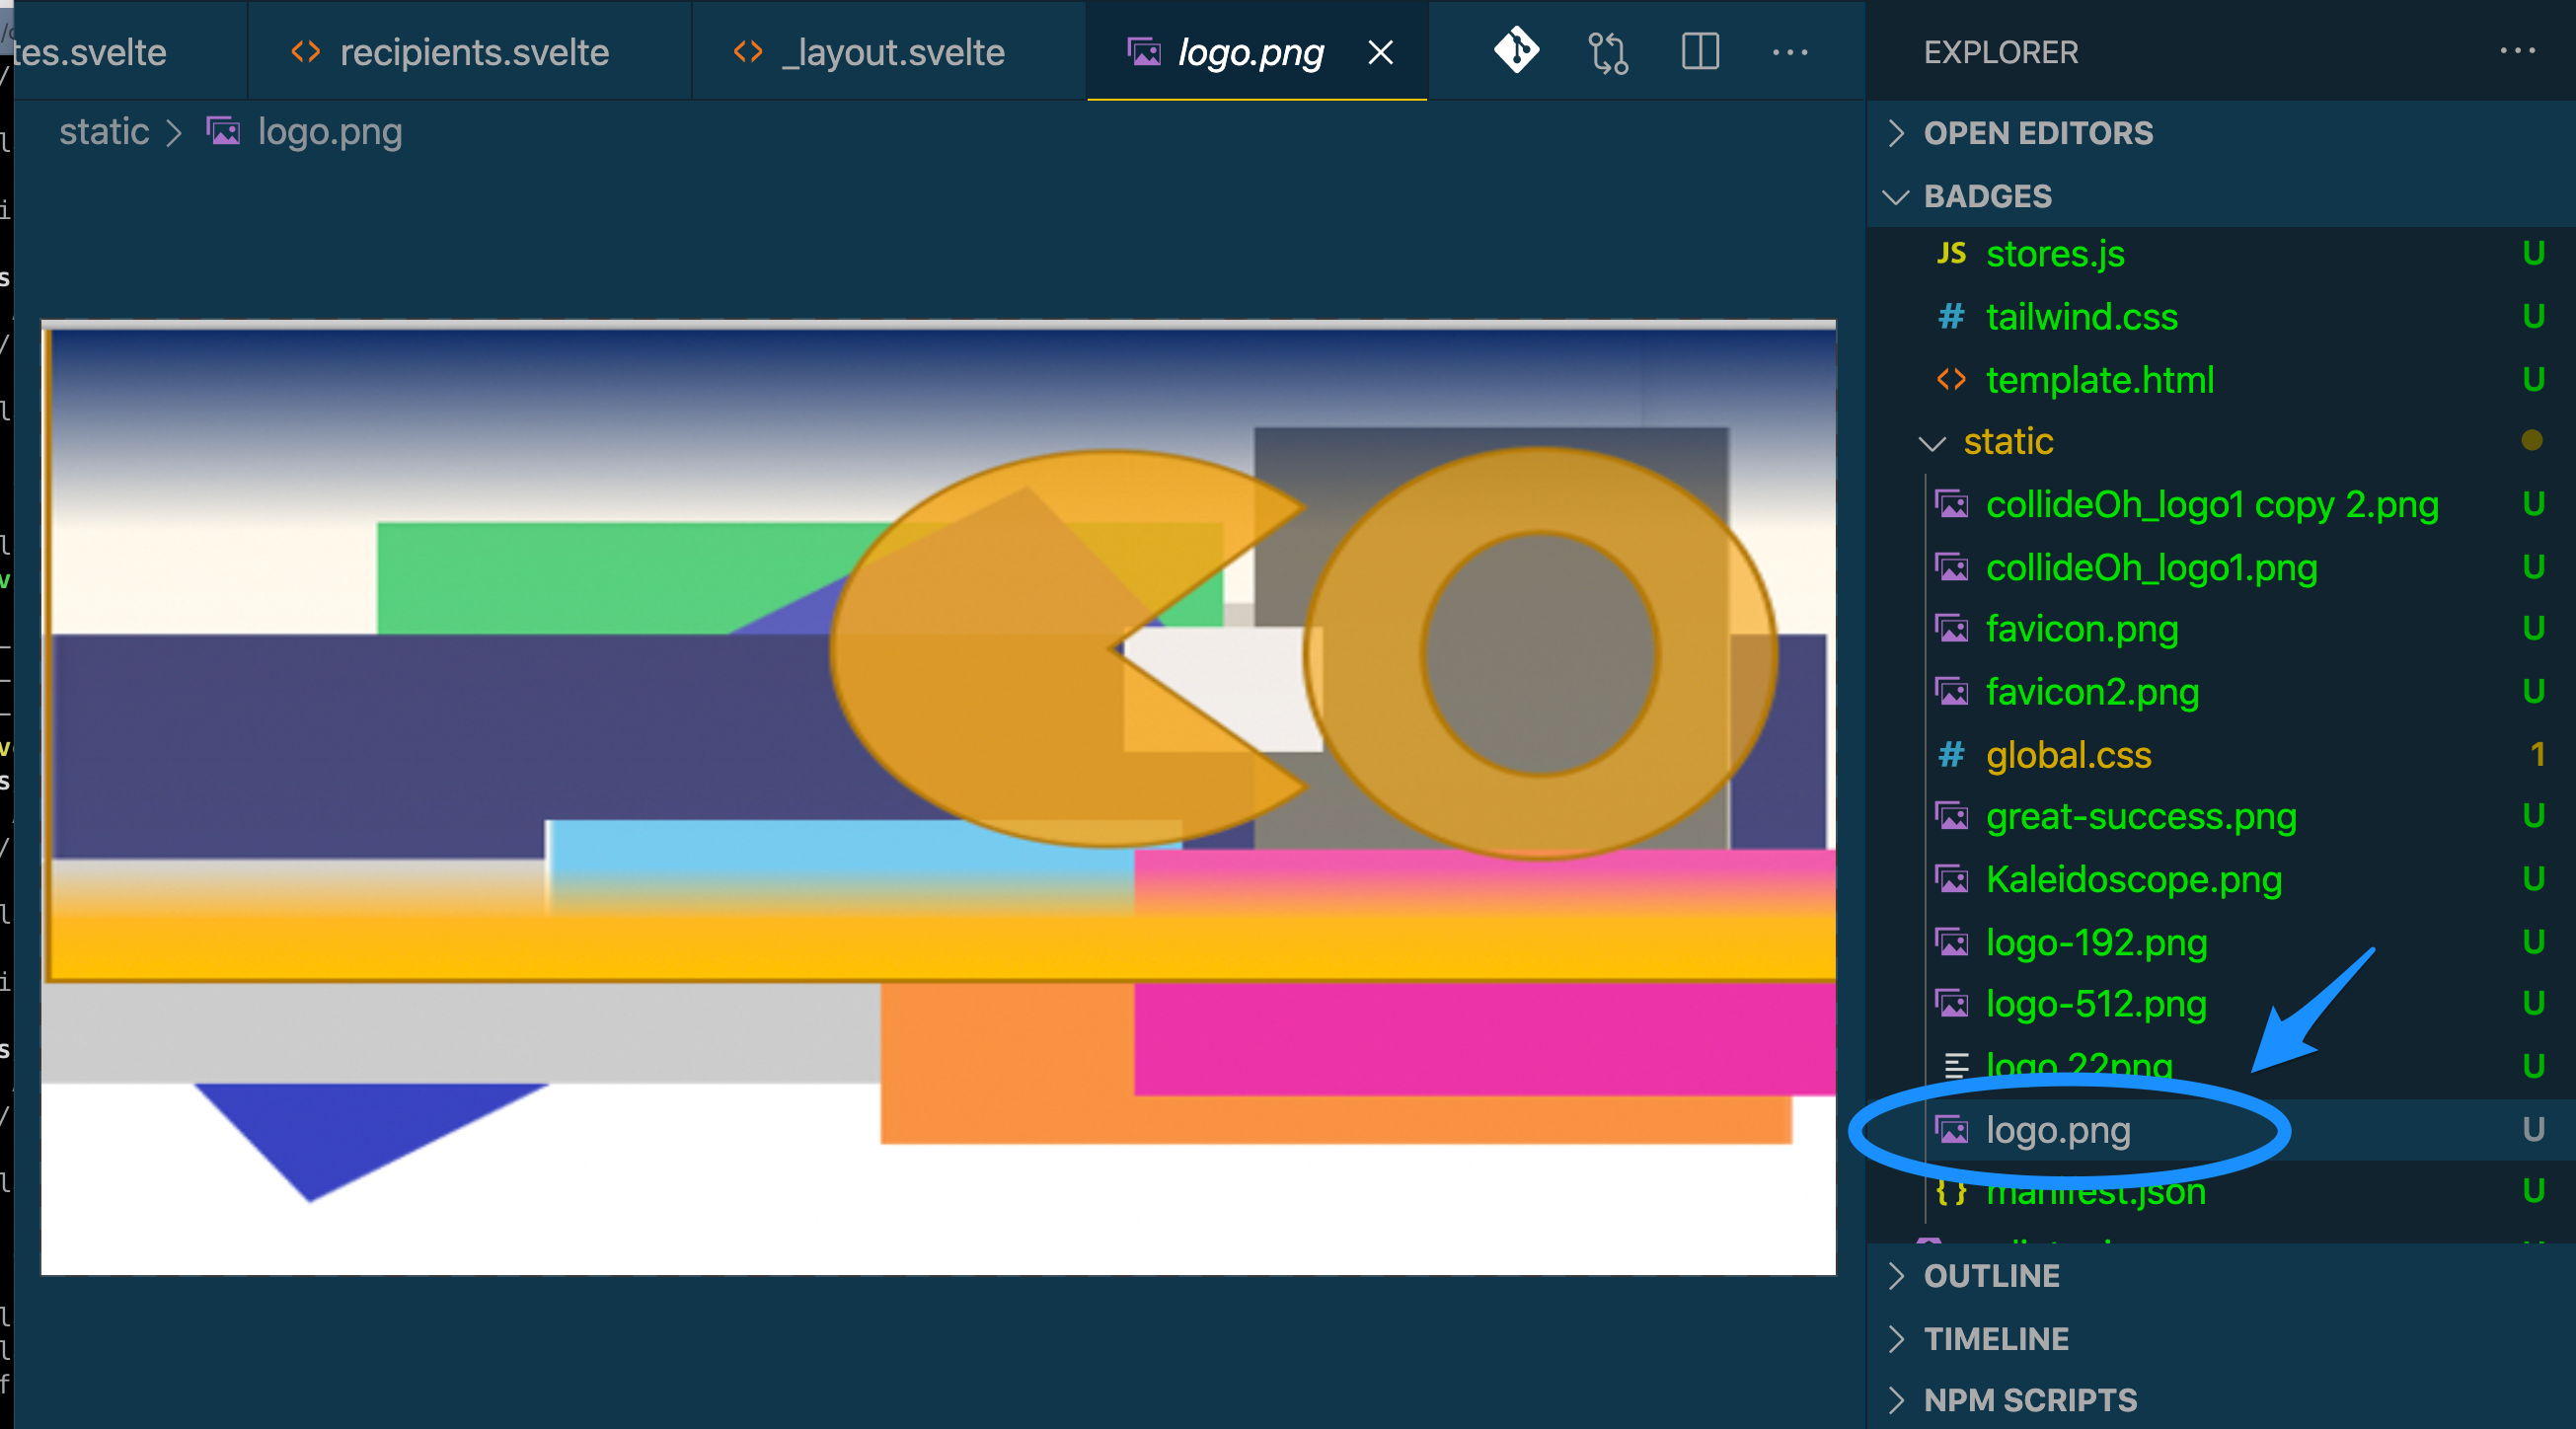 tes.svelte
recipients.svelte
_layout.svelte
logo.png
EXPLORER
static > logo.png
OPEN EDITORS
BADGES
JS stores.js U
# tailwind.css U
<> template.html U
static
collideOh_logo1 copy 2.png U
collideOh_logo1.png U
favicon.png U
favicon2.png U
# global.css 1
great-success.png U
Kaleidoscope.png U
logo-192.png U
logo-512.png U
logo.22png U
logo.png U
{} manifest.json U
OUTLINE
TIMELINE
NPM SCRIPTS